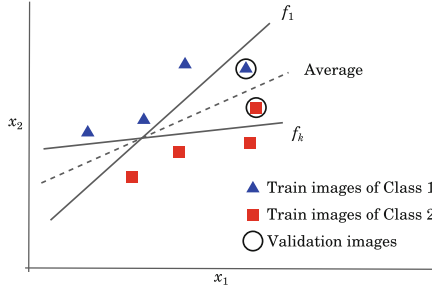 f₁
Average
x₂
fₖ
Train images of Class 1
Train images of Class 2
Validation images
x₁